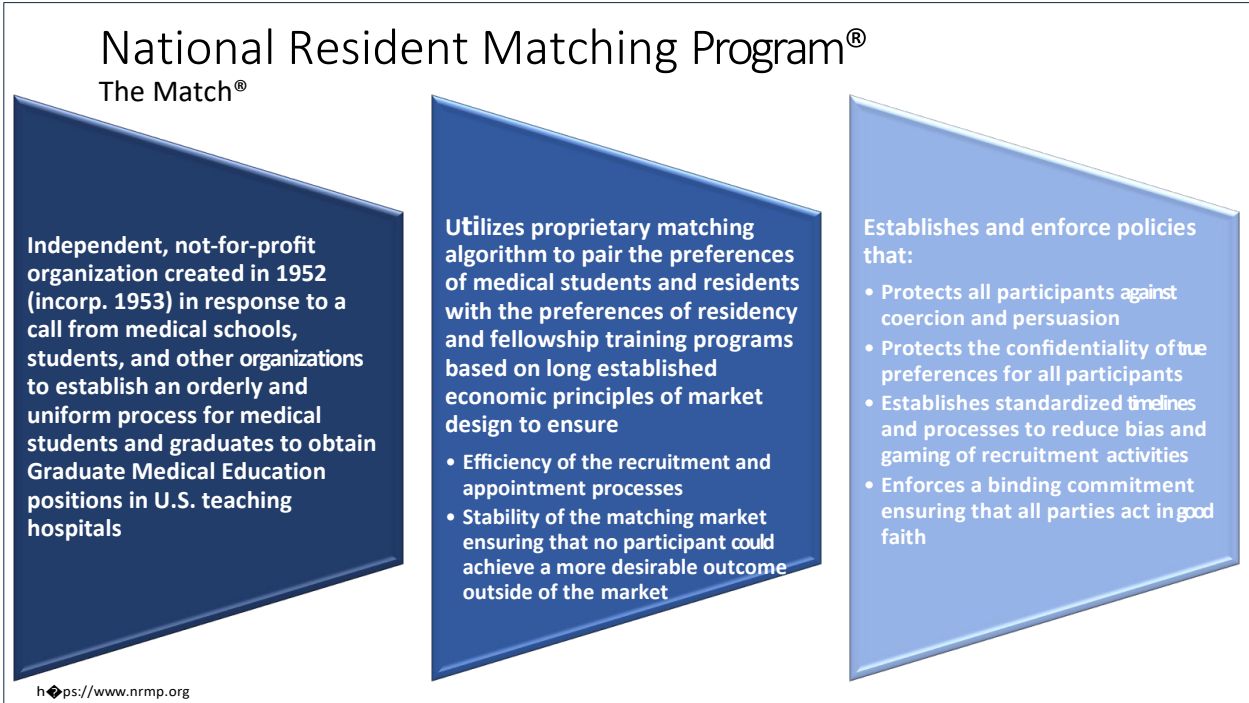 National Resident Matching Program®
The Match®
Independent, not-for-profit
organization created in 1952
(incorp. 1953) in response to a
call from medical schools,
students, and other organizations
to establish an orderly and
uniform process for medical
students and graduates to obtain
Graduate Medical Education
positions in U.S. teaching
hospitals
Utilizes proprietary matching
algorithm to pair the preferences
of medical students and residents
with the preferences of residency
and fellowship training programs
based on long established
economic principles of market
design to ensure
• Efficiency of the recruitment and
appointment processes
• Stability of the matching market
ensuring that no participant could
achieve a more desirable outcome
outside of the market
Establishes and enforce policies
that:
• Protects all participants against
coercion and persuasion
• Protects the confidentiality of true
preferences for all participants
• Establishes standardized timelines
and processes to reduce bias and
gaming of recruitment activities
• Enforces a binding commitment
ensuring that all parties act in good
faith
h�ps://www.nrmp.org